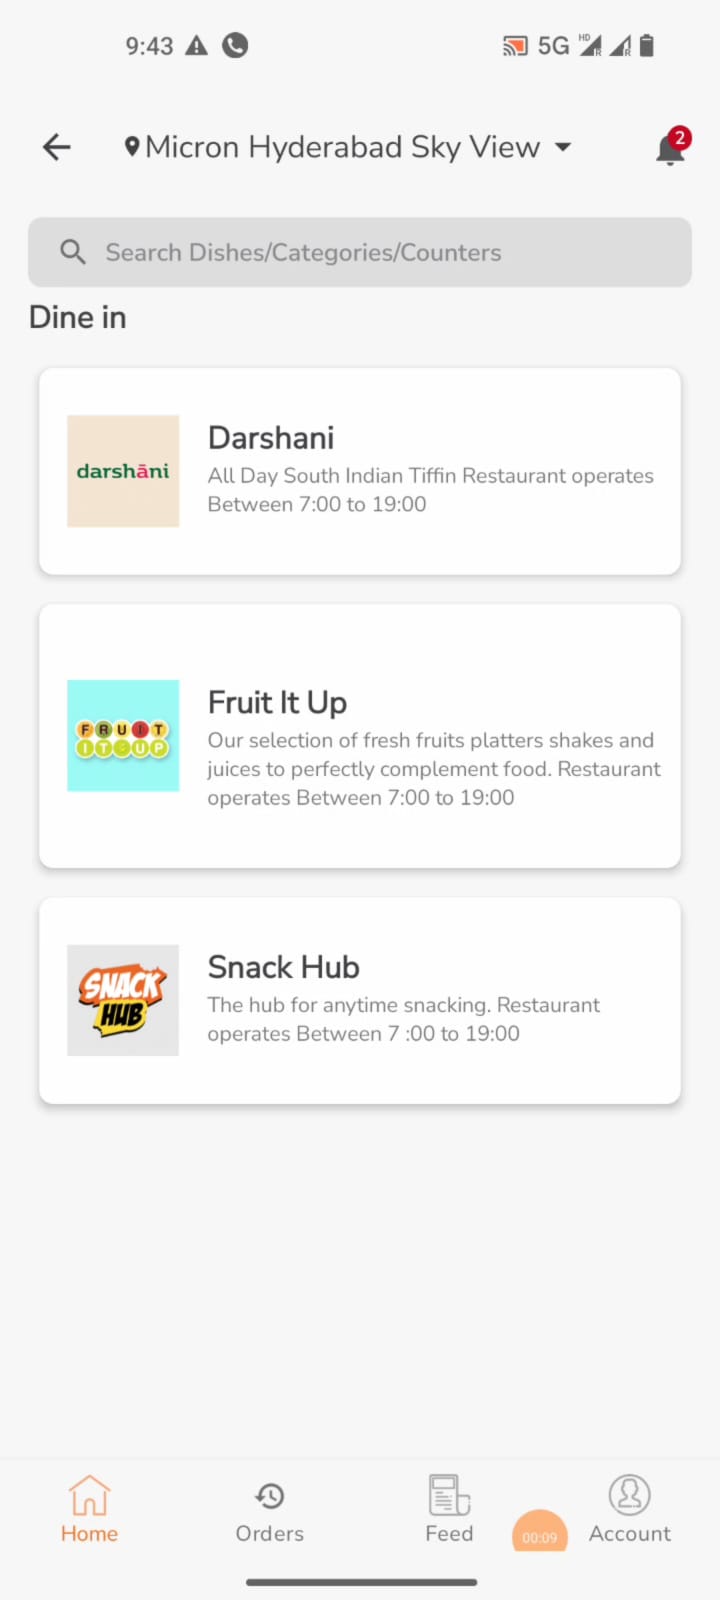 9:43
5G HD R R
Micron Hyderabad Sky View
2
Search Dishes/Categories/Counters
Dine in
darshāni
Darshani
All Day South Indian Tiffin Restaurant operates
Between 7:00 to 19:00
FRUIT
IT UP
Fruit It Up
Our selection of fresh fruits platters shakes and
juices to perfectly complement food. Restaurant
operates Between 7:00 to 19:00
SNACK
HUB
Snack Hub
The hub for anytime snacking. Restaurant
operates Between 7 :00 to 19:00
Home
Orders
Feed
00:09
Account